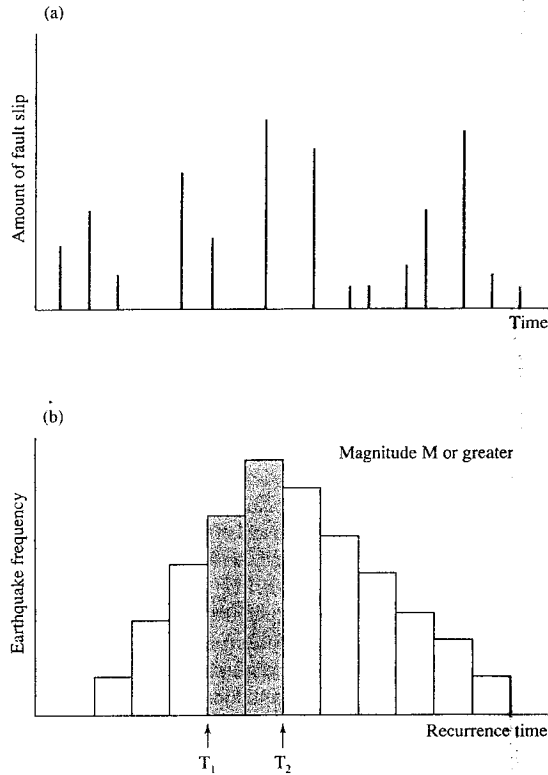 (a)
Amount of fault slip
Time
(b)
Magnitude M or greater
Earthquake frequency
Recurrence time
T1
T2